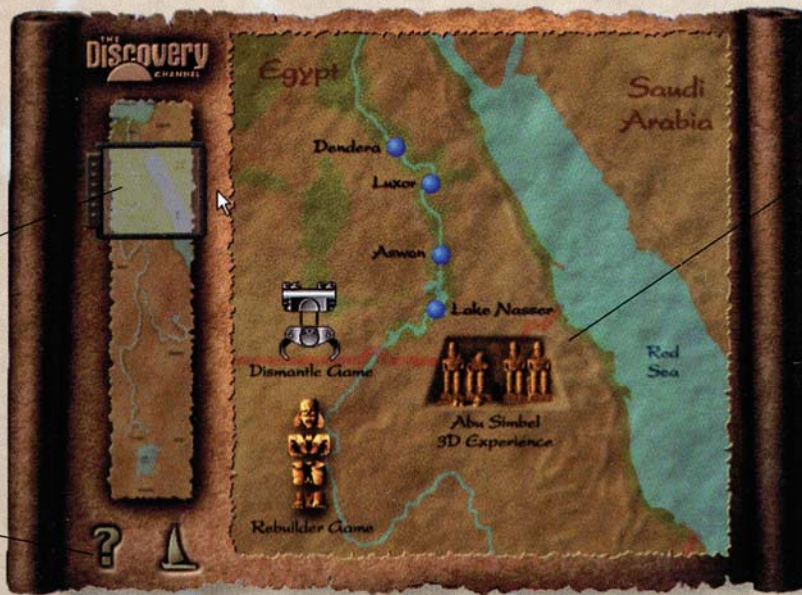 THE
Discovery
CHANNEL
Egypt
Saudi
Arabia
Dendera
Luxor
Aswan
Lake Nasser
Dismantle Game
Red
Sea
Abu Simbel
3D Experience
Rebuilder Game
?